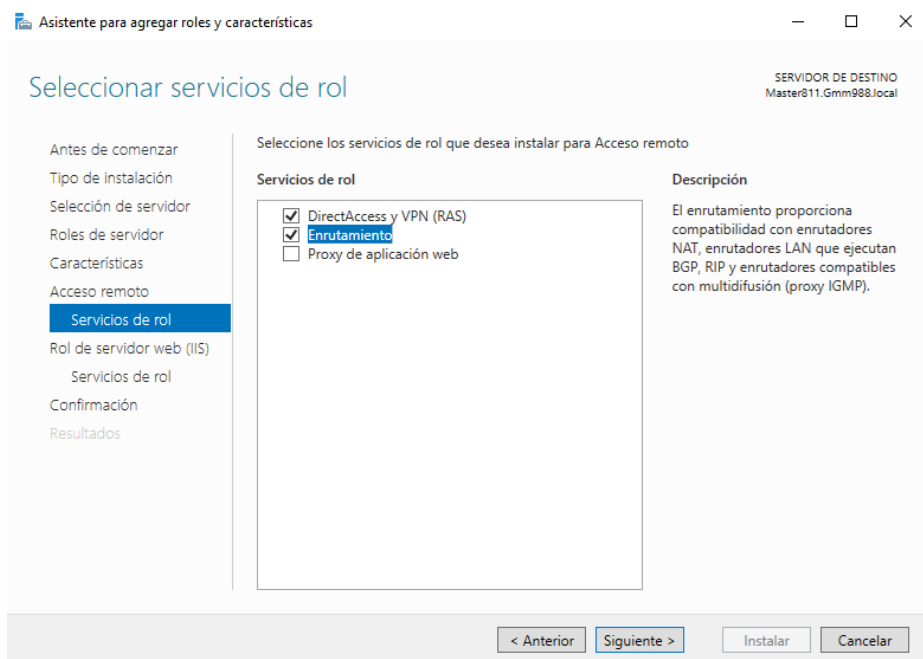 Asistente para agregar roles y características
Seleccionar servicios de rol
SERVIDOR DE DESTINO
Master811.Gmm988.local
Antes de comenzar
Tipo de instalación
Selección de servidor
Roles de servidor
Características
Acceso remoto
Servicios de rol
Rol de servidor web (IIS)
Servicios de rol
Confirmación
Resultados
Seleccione los servicios de rol que desea instalar para Acceso remoto
Servicios de rol
DirectAccess y VPN (RAS)
Enrutamiento
Proxy de aplicación web
Descripción
El enrutamiento proporciona
compatibilidad con enrutadores
NAT, enrutadores LAN que ejecutan
BGP, RIP y enrutadores compatibles
con multidifusión (proxy IGMP).
< Anterior
Siguiente >
Instalar
Cancelar